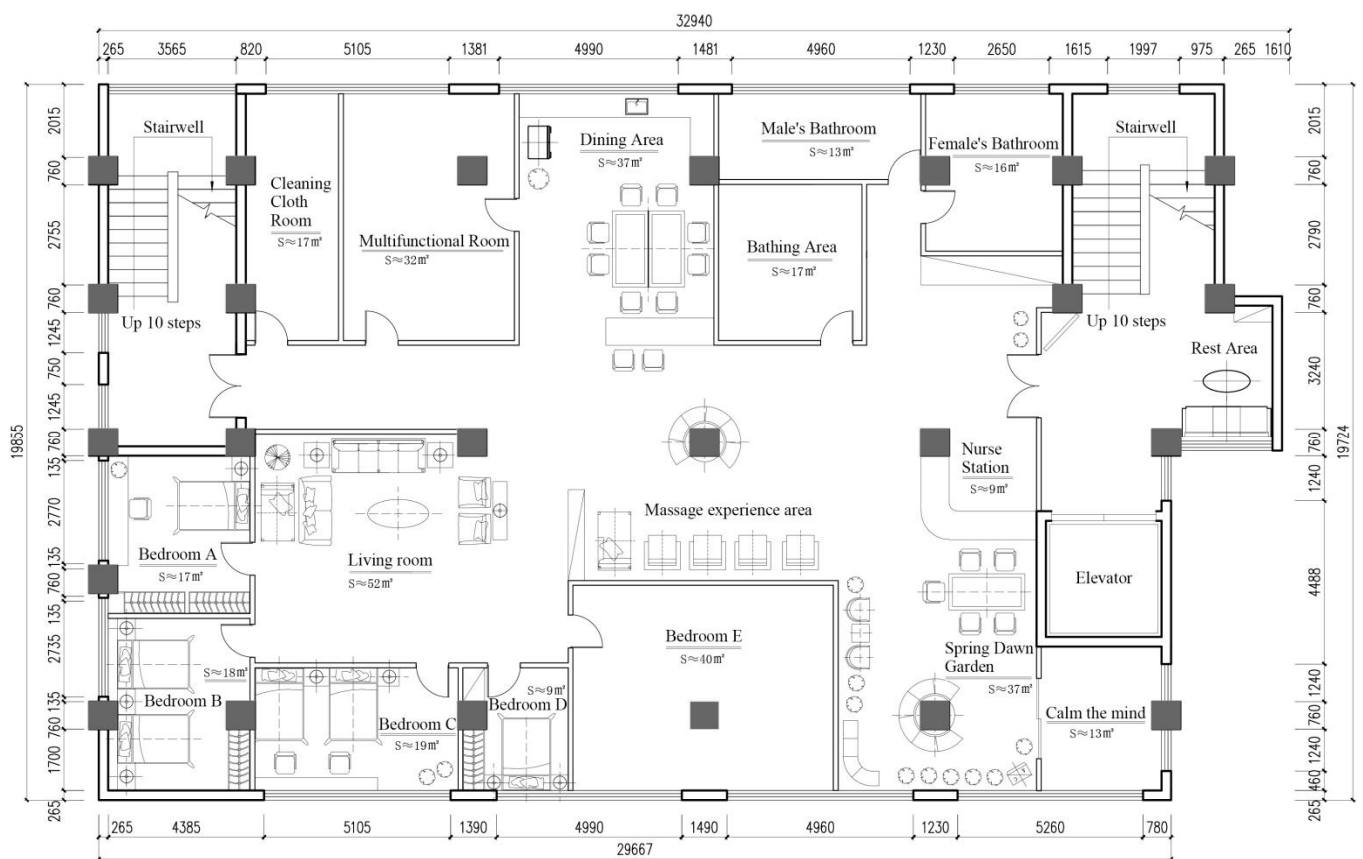 32940
265 3565 820 5105 1381 4990 1481 4960 1230 2650 1615 1997 975 265 1610
2015
760
2755
760
1245
750
1245
760
135
2770
135
760
135
2735
135
760
1700
265
19855
Stairwell
Up 10 steps
Cleaning
Cloth
Room
S≈17㎡
Multifunctional Room
S≈32㎡
Dining Area
S≈37㎡
Male's Bathroom
S≈13㎡
Female's Bathroom
S≈16㎡
Bathing Area
S≈17㎡
Stairwell
Up 10 steps
Rest Area
Nurse
Station
S≈9㎡
Massage experience area
Living room
S≈52㎡
Bedroom A
S≈17㎡
S≈18㎡
Bedroom B
Bedroom C
S≈19㎡
S≈9㎡
Bedroom D
Bedroom E
S≈40㎡
Spring Dawn
Garden
S≈37㎡
Elevator
Calm the mind
S≈13㎡
2015
760
2790
760
3240
760
1240
4488
1240
760
1240
460
265
19724
265 4385 5105 1390 4990 1490 4960 1230 5260 780
29667